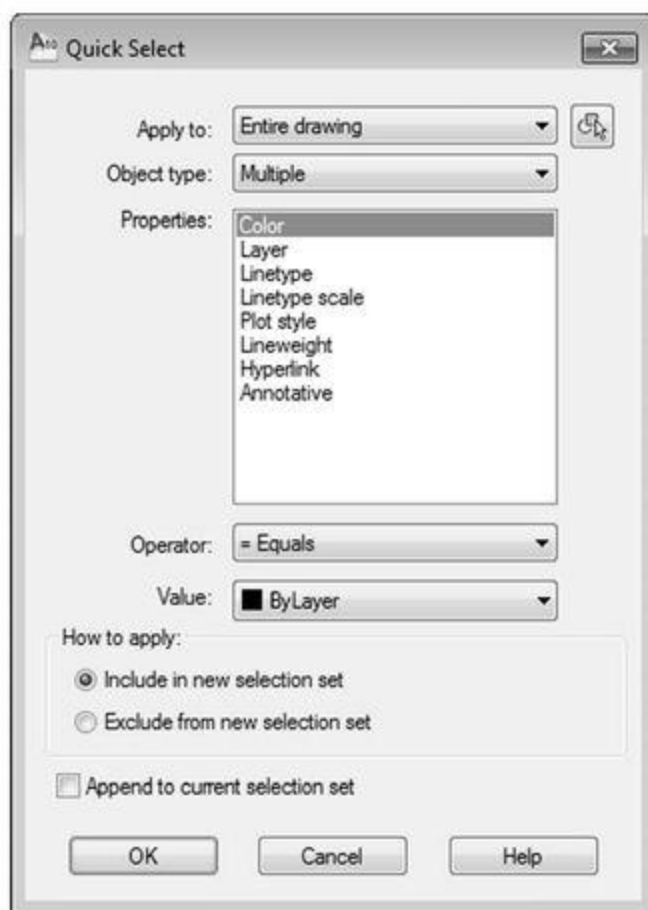 Quick Select
Apply to: Entire drawing
Object type: Multiple
Properties: Color
Layer
Linetype
Linetype scale
Plot style
Lineweight
Hyperlink
Annotative
Operator: = Equals
Value: ByLayer
How to apply:
Include in new selection set
Exclude from new selection set
Append to current selection set
OK Cancel Help